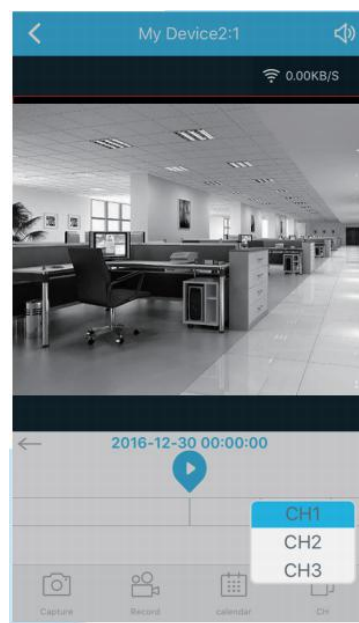 My Device2:1
0.00KB/S
2016-12-30 00:00:00
CH1
CH2
CH3
Capture
Record
calendar
CH